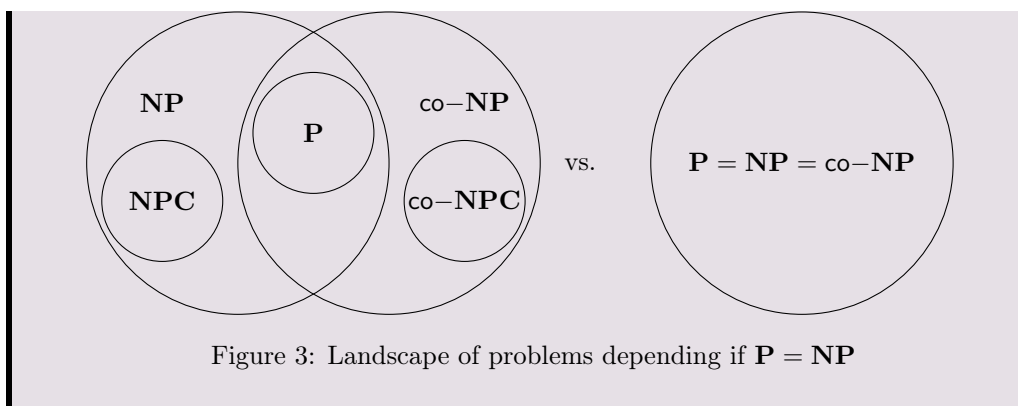 NP
P
co−NP
NPC
co−NPC
vs.
P = NP = co−NP
Figure 3: Landscape of problems depending if P = NP